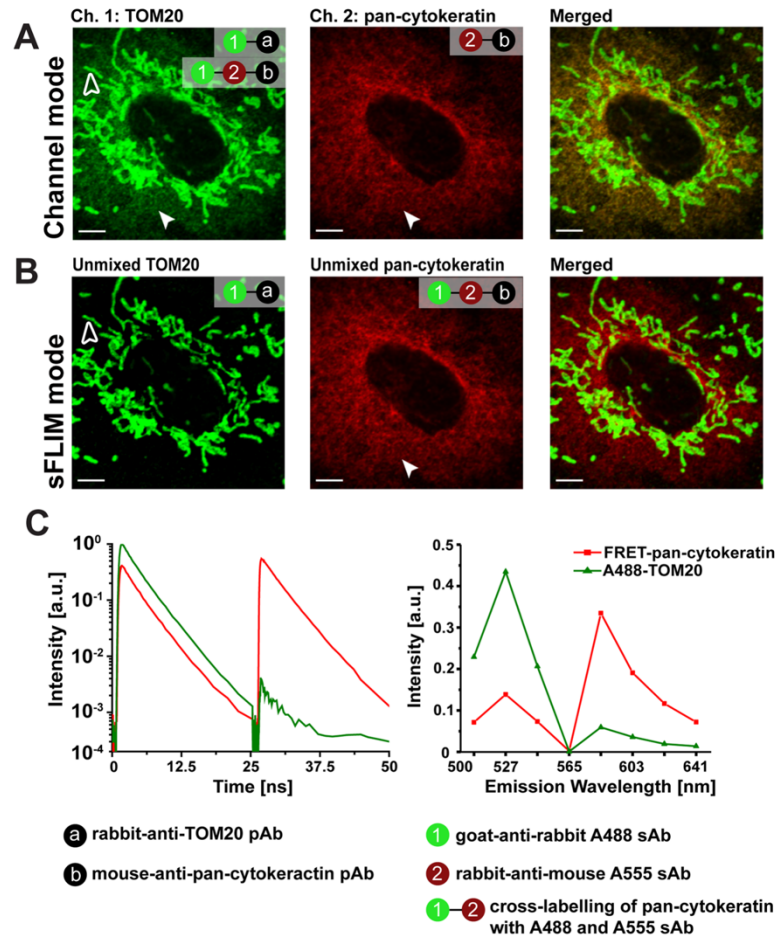 A
Channel mode
Ch. 1: TOM20
1 a
1 2 b
Ch. 2: pan-cytokeratin
2 b
Merged
B
sFLIM mode
Unmixed TOM20
1 a
Unmixed pan-cytokeratin
1 2 b
Merged
C
Intensity [a.u.]
10^0
10^-1
10^-2
10^-3
10^-4
0 12.5 25 37.5 50
Time [ns]
Intensity [a.u.]
0.5
0.4
0.3
0.2
0.1
0
500 527 565 603 641
Emission Wavelength [nm]
FRET-pan-cytokeratin
A488-TOM20
a rabbit-anti-TOM20 pAb
b mouse-anti-pan-cytokeractin pAb
1 goat-anti-rabbit A488 sAb
2 rabbit-anti-mouse A555 sAb
1 2 cross-labelling of pan-cytokeratin
with A488 and A555 sAb